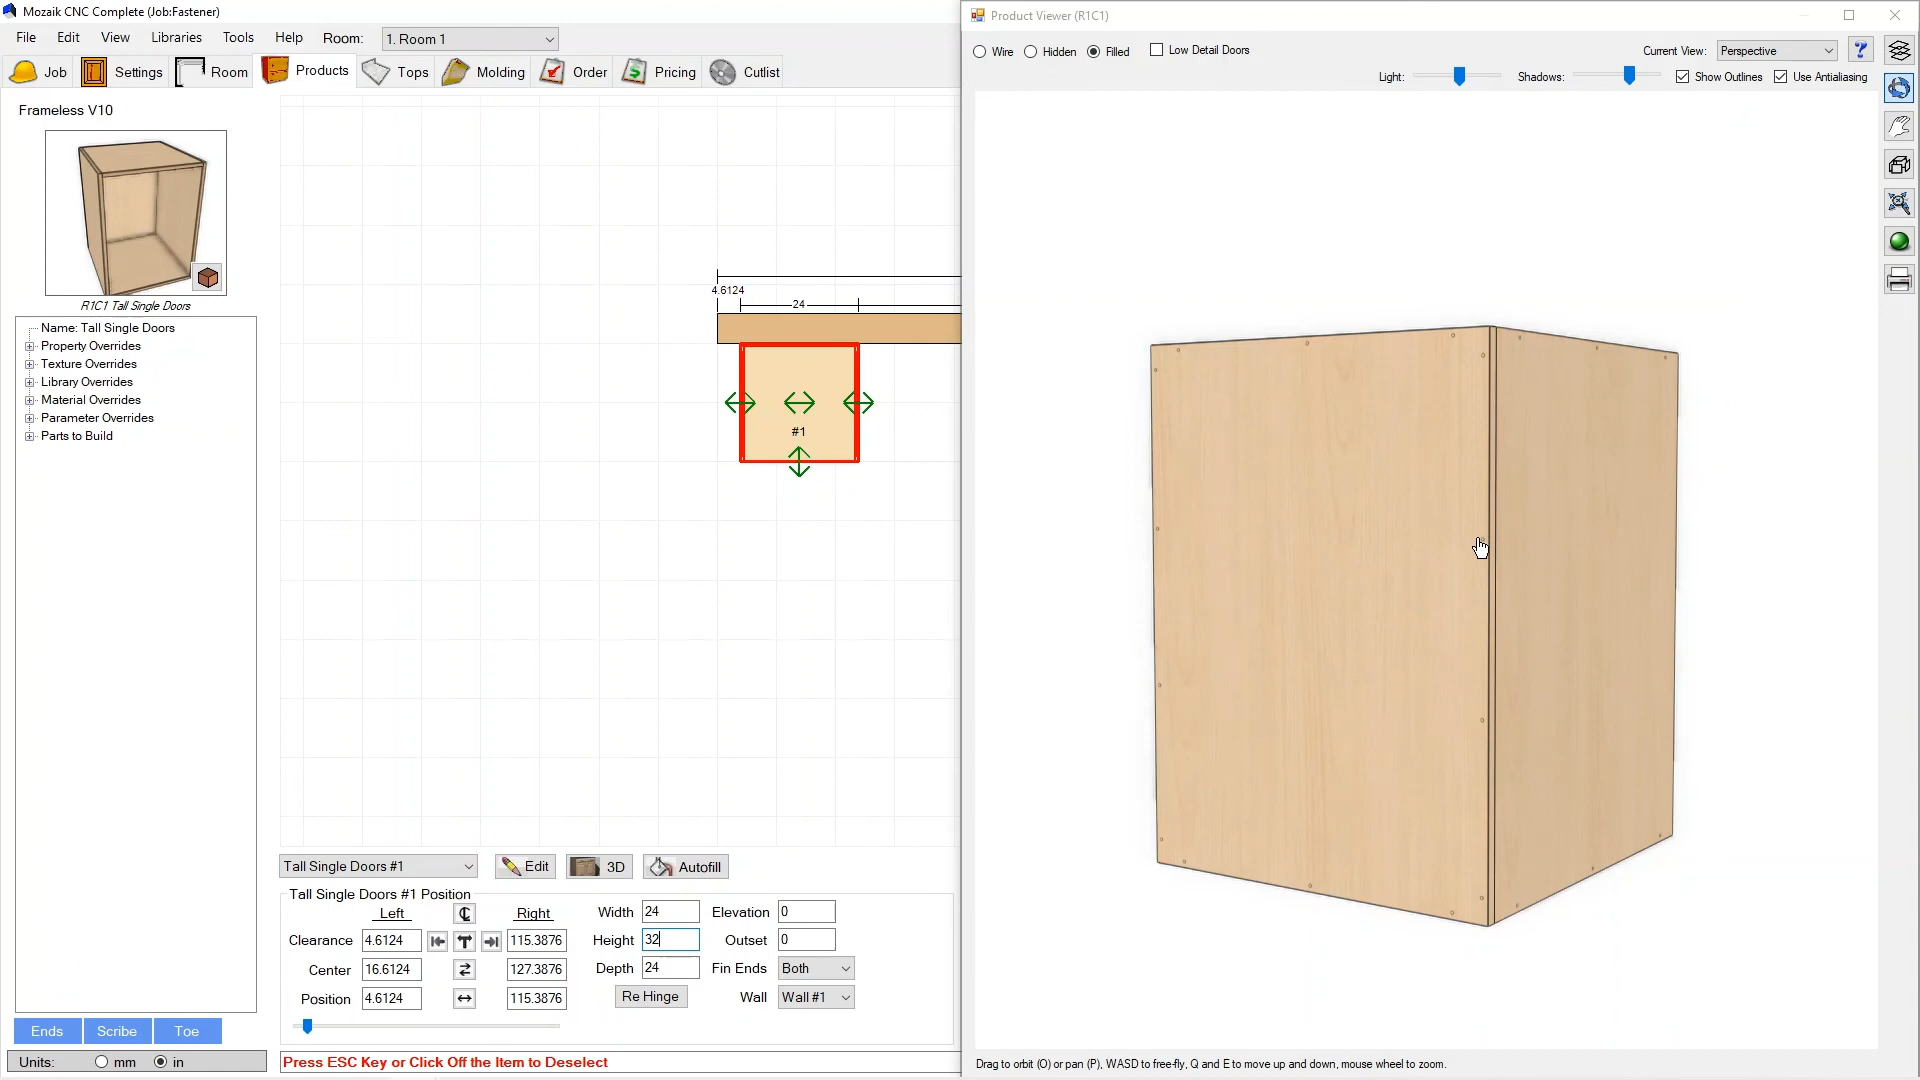 Mozaik CNC Complete (Job:Fastener)
File Edit View Libraries Tools Help Room: 1. Room 1
Job Settings Room Products Tops Molding Order Pricing Cutlist
Frameless V10
R1C1 Tall Single Doors
Name: Tall Single Doors
Property Overrides
Texture Overrides
Library Overrides
Material Overrides
Parameter Overrides
Parts to Build
Ends Scribe Toe
Units: mm in
4.6124
24
#1
Tall Single Doors #1 Edit 3D Autofill
Tall Single Doors #1 Position
Left Right Width 24 Elevation 0
Clearance 4.6124 115.3876 Height 32 Outset 0
Center 16.6124 127.3876 Depth 24 Fin Ends Both
Position 4.6124 115.3876 Re Hinge Wall Wall #1
Press ESC Key or Click Off the Item to Deselect
Product Viewer (R1C1)
Wire Hidden Filled Low Detail Doors Current View: Perspective ?
Light: Shadows: Show Outlines Use Antialiasing
Drag to orbit (O) or pan (P), WASD to free-fly, Q and E to move up and down, mouse wheel to zoom.